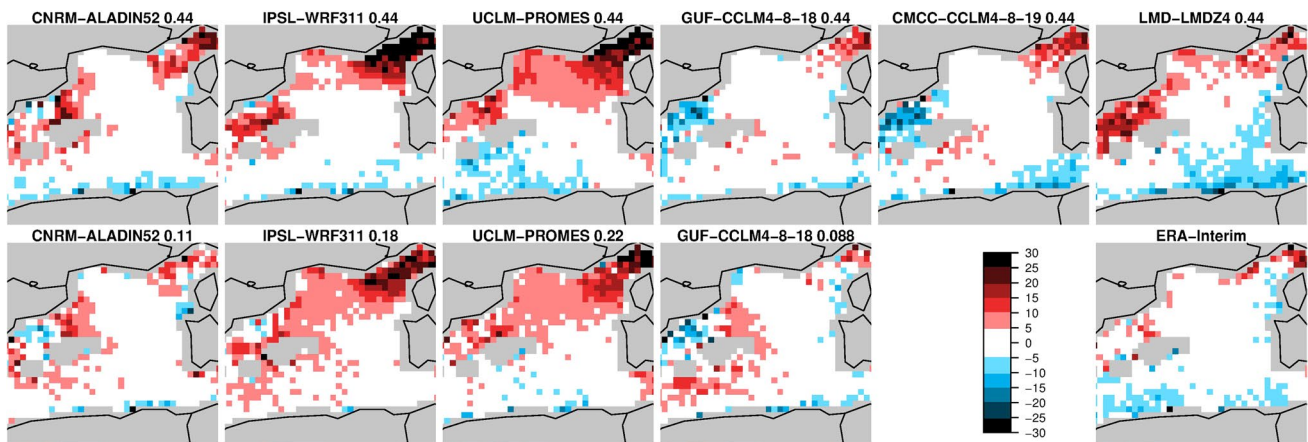 CNRM−ALADIN52 0.44
IPSL−WRF311 0.44
UCLM−PROMES 0.44
GUF−CCLM4−8−18 0.44
CMCC−CCLM4−8−19 0.44
LMD−LMDZ4 0.44
CNRM−ALADIN52 0.11
IPSL−WRF311 0.18
UCLM−PROMES 0.22
GUF−CCLM4−8−18 0.088
ERA−Interim
30
25
20
15
10
5
0
−5
−10
−15
−20
−25
−30